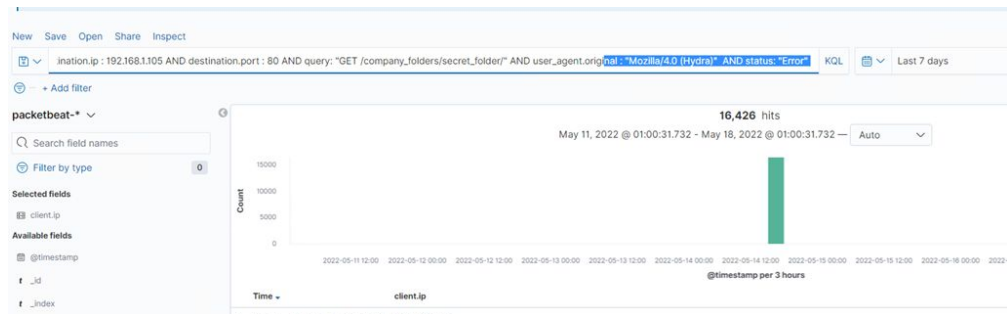 New Save Open Share Inspect
:ination.ip : 192.168.1.105 AND destination.port : 80 AND query: "GET /company_folders/secret_folder/" AND user_agent.original : "Mozilla/4.0 (Hydra)" AND status: "Error" KQL Last 7 days
+ Add filter
packetbeat-*
16,426 hits
May 11, 2022 @ 01:00:31.732 - May 18, 2022 @ 01:00:31.732 — Auto
Search field names
Filter by type 0
Selected fields
client.ip
Available fields
@timestamp
t _id
t _index
Count
15000
10000
5000
0
2022-05-11 12:00 2022-05-12 00:00 2022-05-12 12:00 2022-05-13 00:00 2022-05-13 12:00 2022-05-14 00:00 2022-05-14 12:00 2022-05-15 00:00 2022-05-15 12:00 2022-05-16 00:00 2022-
@timestamp per 3 hours
Time client.ip